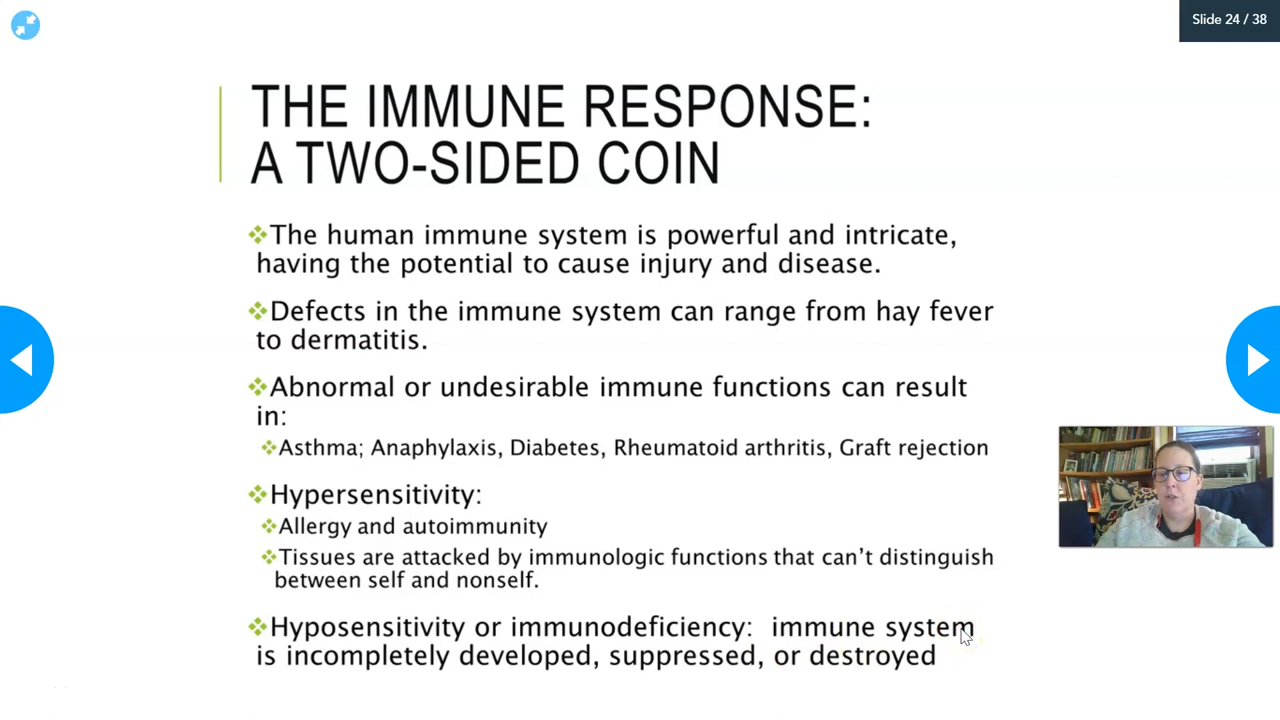 Slide 24 / 38
THE IMMUNE RESPONSE:
A TWO-SIDED COIN
The human immune system is powerful and intricate,
having the potential to cause injury and disease.
Defects in the immune system can range from hay fever
to dermatitis.
Abnormal or undesirable immune functions can result
in:
Asthma; Anaphylaxis, Diabetes, Rheumatoid arthritis, Graft rejection
Hypersensitivity:
Allergy and autoimmunity
Tissues are attacked by immunologic functions that can’t distinguish
between self and nonself.
Hyposensitivity or immunodeficiency:  immune system
is incompletely developed, suppressed, or destroyed